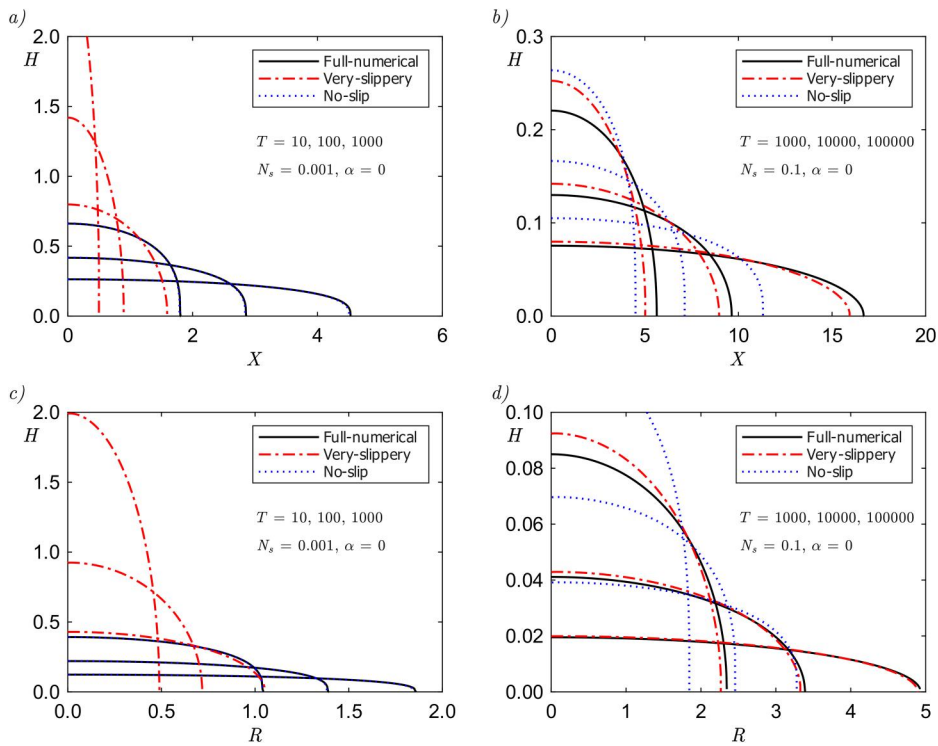 a)
H
2.0
1.5
1.0
0.5
0.0
0
2
4
6
X
Full-numerical
Very-slippery
No-slip
T = 10, 100, 1000
N_s = 0.001, α = 0
b)
H
0.3
0.2
0.1
0.0
0
5
10
15
20
X
Full-numerical
Very-slippery
No-slip
T = 1000, 10000, 100000
N_s = 0.1, α = 0
c)
H
2.0
1.5
1.0
0.5
0.0
0.0
0.5
1.0
1.5
2.0
R
Full-numerical
Very-slippery
No-slip
T = 10, 100, 1000
N_s = 0.001, α = 0
d)
H
0.10
0.08
0.06
0.04
0.02
0.00
0
1
2
3
4
5
R
Full-numerical
Very-slippery
No-slip
T = 1000, 10000, 100000
N_s = 0.1, α = 0